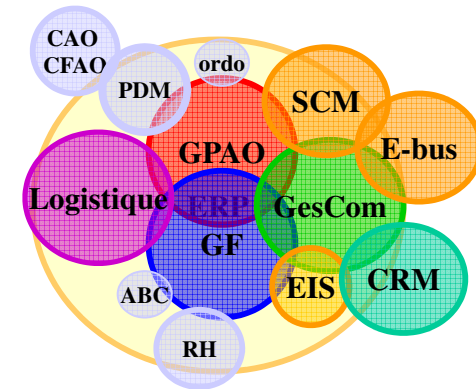 CAO
CFAO
ordo
PDM
SCM
GPAO
E-bus
Logistique
ERP
GesCom
GF
EIS
CRM
ABC
RH